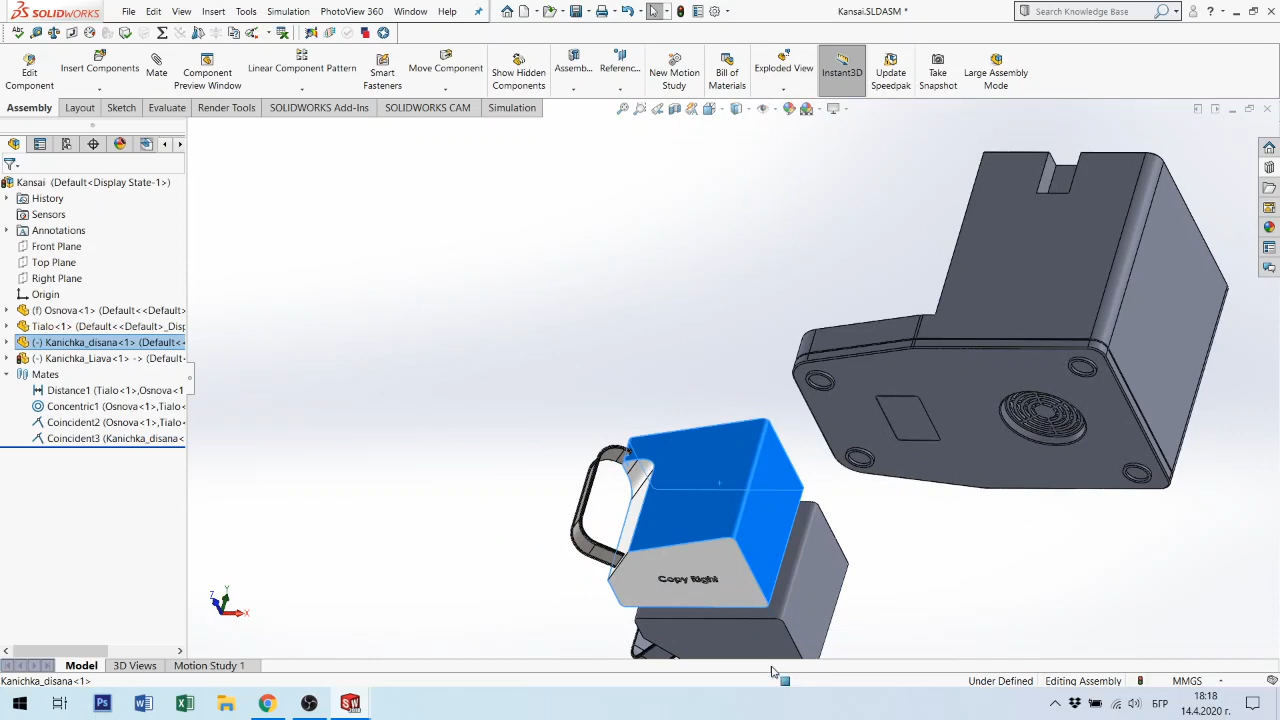 SOLIDWORKS
File Edit View Insert Tools Simulation PhotoView 360 Window Help
Kansai.SLDASM *
Search Knowledge Base
Edit Component
Insert Components
Mate
Component Preview Window
Linear Component Pattern
Smart Fasteners
Move Component
Show Hidden Components
Assemb...
Referenc...
New Motion Study
Bill of Materials
Exploded View
Instant3D
Update Speedpak
Take Snapshot
Large Assembly Mode
Assembly Layout Sketch Evaluate Render Tools SOLIDWORKS Add-Ins SOLIDWORKS CAM Simulation
Kansai (Default<Display State-1>)
History
Sensors
Annotations
Front Plane
Top Plane
Right Plane
Origin
(f) Osnova<1> (Default<<Default>
Tialo<1> (Default<<Default>_Disp
(-) Kanichka_disana<1> (Default<<
(-) Kanichka_Liava<1> -> (Default
Mates
Distance1 (Tialo<1>,Osnova<1
Concentric1 (Osnova<1>,Tialo<
Coincident2 (Osnova<1>,Tialo<
Coincident3 (Kanichka_disana<
Copy Right
Y
Z
X
Model 3D Views Motion Study 1
Kanichka_disana<1>
Under Defined Editing Assembly MMGS
БГР
18:18
14.4.2020 г.